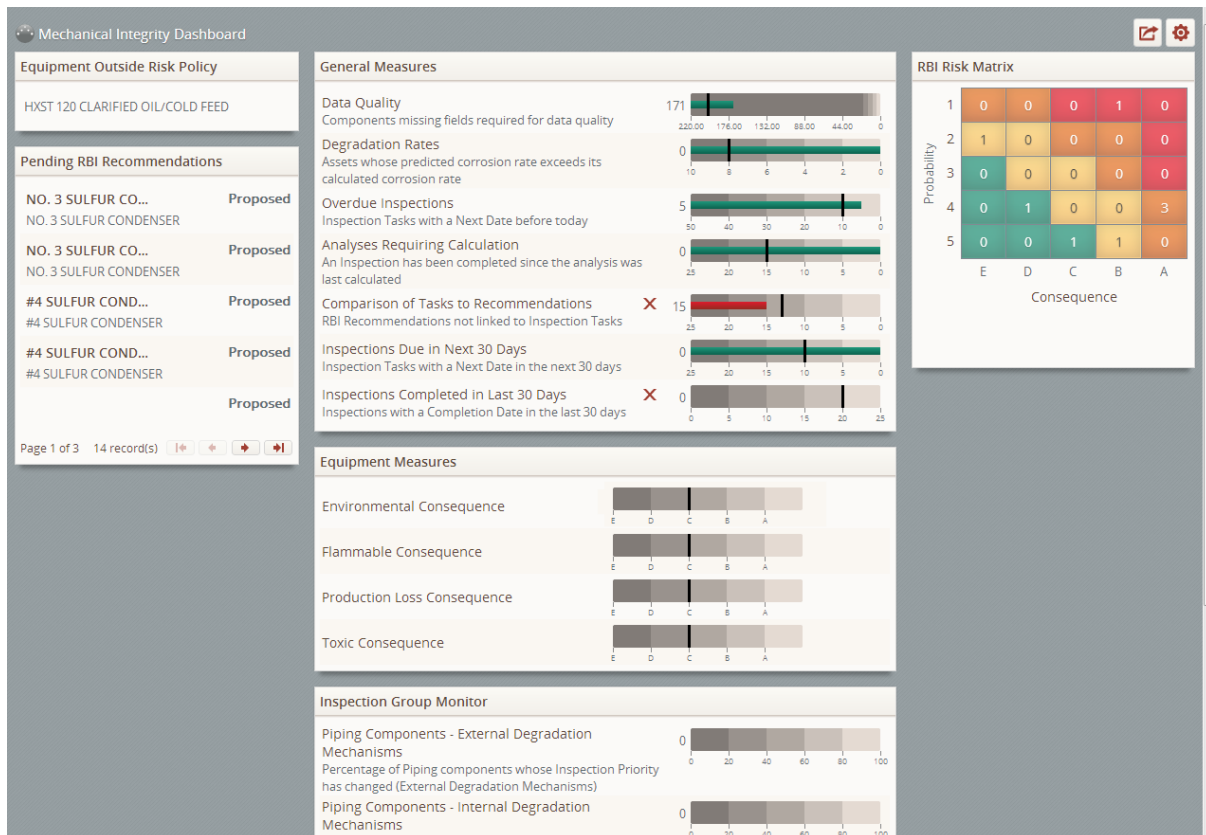 Mechanical Integrity Dashboard
Equipment Outside Risk Policy
HXST 120 CLARIFIED OIL/COLD FEED
Pending RBI Recommendations
NO. 3 SULFUR CO... Proposed
NO. 3 SULFUR CONDENSER
NO. 3 SULFUR CO... Proposed
NO. 3 SULFUR CONDENSER
#4 SULFUR COND... Proposed
#4 SULFUR CONDENSER
#4 SULFUR COND... Proposed
#4 SULFUR CONDENSER
Proposed
Page 1 of 3 14 record(s)
General Measures
Data Quality 171
Components missing fields required for data quality
220.00 176.00 132.00 88.00 44.00 0
Degradation Rates 0
Assets whose predicted corrosion rate exceeds its
calculated corrosion rate
10 8 6 4 2 0
Overdue Inspections 5
Inspection Tasks with a Next Date before today
50 40 30 20 10 0
Analyses Requiring Calculation 0
An Inspection has been completed since the analysis was
last calculated
25 20 15 10 5 0
Comparison of Tasks to Recommendations 15
RBI Recommendations not linked to Inspection Tasks
25 20 15 10 5 0
Inspections Due in Next 30 Days 0
Inspection Tasks with a Next Date in the next 30 days
25 20 15 10 5 0
Inspections Completed in Last 30 Days 0
Inspections with a Completion Date in the last 30 days
0 5 10 15 20 25
Equipment Measures
Environmental Consequence
E D C B A
Flammable Consequence
E D C B A
Production Loss Consequence
E D C B A
Toxic Consequence
E D C B A
Inspection Group Monitor
Piping Components - External Degradation
Mechanisms
0
0 20 40 60 80 100
Percentage of Piping components whose Inspection Priority
has changed (External Degradation Mechanisms)
Piping Components - Internal Degradation
Mechanisms
0
0 20 40 60 80 100
RBI Risk Matrix
Probability
1 0 0 0 1 0
2 1 0 0 0 0
3 0 0 0 0 0
4 0 1 0 0 3
5 0 0 1 1 0
E D C B A
Consequence